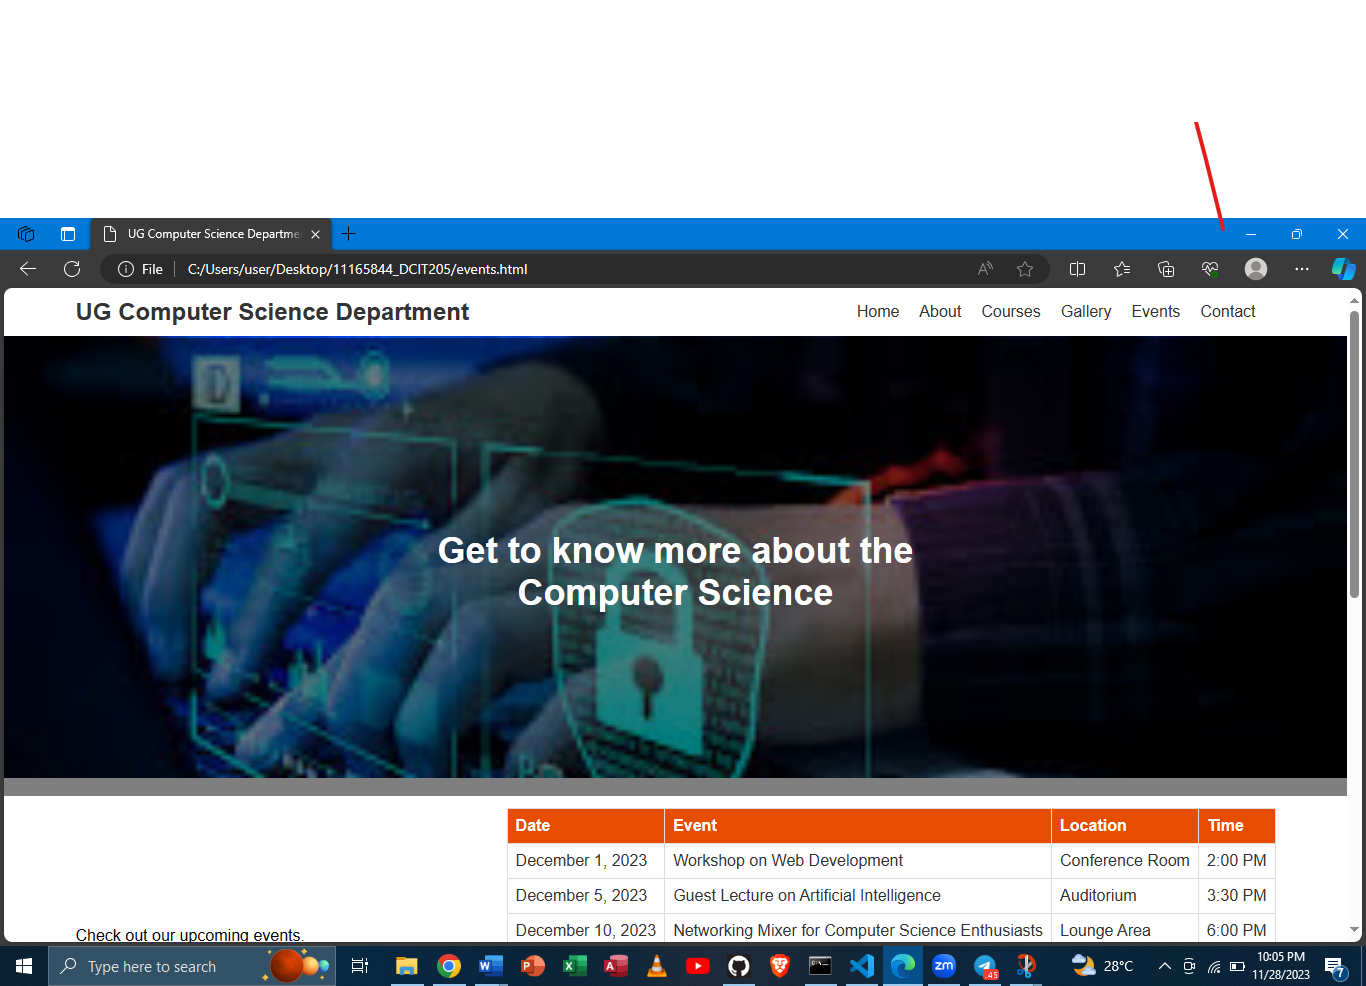 UG Computer Science Departme
File
C:/Users/user/Desktop/11165844_DCIT205/events.html
UG Computer Science Department
Home About Courses Gallery Events Contact
Get to know more about the
Computer Science
Date Event Location Time
December 1, 2023 Workshop on Web Development Conference Room 2:00 PM
December 5, 2023 Guest Lecture on Artificial Intelligence Auditorium 3:30 PM
December 10, 2023 Networking Mixer for Computer Science Enthusiasts Lounge Area 6:00 PM
Check out our upcoming events.
Type here to search
28°C
10:05 PM
11/28/2023
7